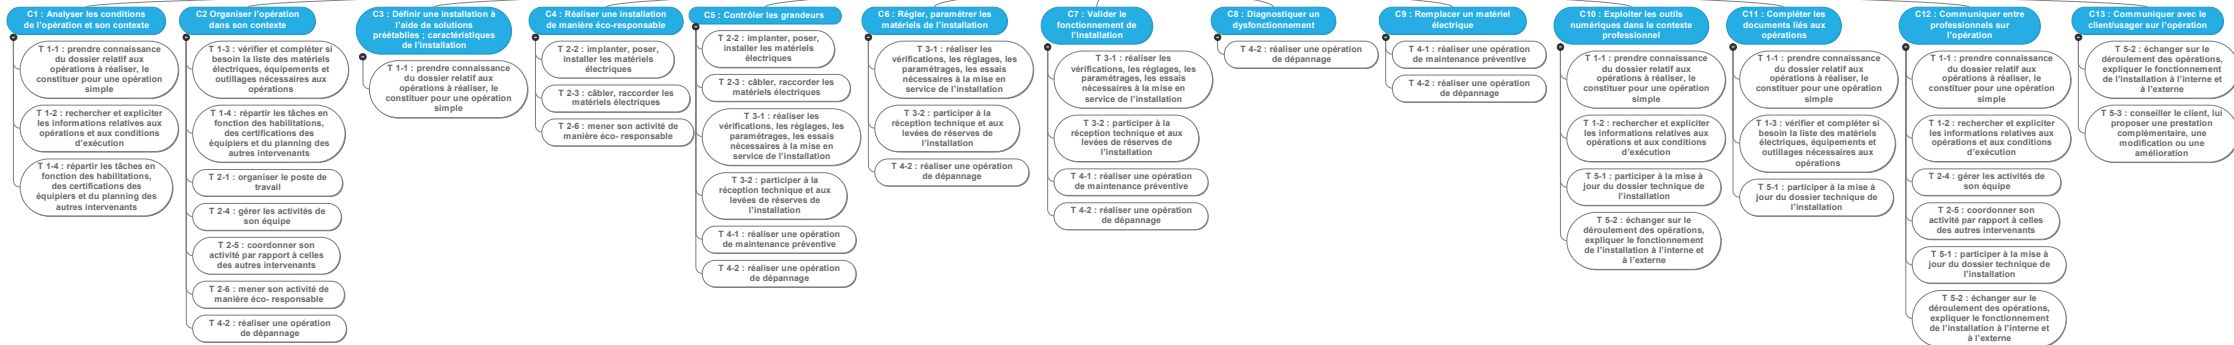 C1 : Analyser les conditions
de l'opération et son contexte
T 1-1 : prendre connaissance
du dossier relatif aux
opérations à réaliser, le
constituer pour une opération
simple
T 1-2 : rechercher et expliciter
les informations relatives aux
opérations et aux conditions
d'exécution
T 1-4 : répartir les tâches en
fonction des habilitations,
des certifications des
équipiers et du planning des
autres intervenants
C2 Organiser l'opération
dans son contexte
T 1-3 : vérifier et compléter si
besoin la liste des matériels
électriques, équipements et
outillages nécessaires aux
opérations
T 1-4 : répartir les tâches en
fonction des habilitations,
des certifications des
équipiers et du planning des
autres intervenants
T 2-1 : organiser le poste de
travail
T 2-4 : gérer les activités de
son équipe
T 2-5 : coordonner son
activité par rapport à celles
des autres intervenants
T 2-6 : mener son activité de
manière éco- responsable
T 4-2 : réaliser une opération
de dépannage
C3 : Définir une installation à
l'aide de solutions
préétablies ; caractéristiques
de l'installation
T 1-1 : prendre connaissance
du dossier relatif aux
opérations à réaliser, le
constituer pour une opération
simple
C4 : Réaliser une installation
de manière éco-responsable
T 2-2 : implanter, poser,
installer les matériels
électriques
T 2-3 : câbler, raccorder les
matériels électriques
T 2-6 : mener son activité de
manière éco- responsable
C5 : Contrôler les grandeurs
T 2-2 : implanter, poser,
installer les matériels
électriques
T 2-3 : câbler, raccorder les
matériels électriques
T 3-1 : réaliser les
vérifications, les réglages, les
paramétrages, les essais
nécessaires à la mise en
service de l'installation
T 3-2 : participer à la
réception technique et aux
levées de réserves de
l'installation
T 4-1 : réaliser une opération
de maintenance préventive
T 4-2 : réaliser une opération
de dépannage
C6 : Régler, paramétrer les
matériels de l'installation
T 3-1 : réaliser les
vérifications, les réglages, les
paramétrages, les essais
nécessaires à la mise en
service de l'installation
T 3-2 : participer à la
réception technique et aux
levées de réserves de
l'installation
T 4-2 : réaliser une opération
de dépannage
C7 : Valider le
fonctionnement de
l'installation
T 3-1 : réaliser les
vérifications, les réglages, les
paramétrages, les essais
nécessaires à la mise en
service de l'installation
T 3-2 : participer à la
réception technique et aux
levées de réserves de
l'installation
T 4-1 : réaliser une opération
de maintenance préventive
T 4-2 : réaliser une opération
de dépannage
C8 : Diagnostiquer un
dysfonctionnement
T 4-2 : réaliser une opération
de dépannage
C9 : Remplacer un matériel
électrique
T 4-1 : réaliser une opération
de maintenance préventive
T 4-2 : réaliser une opération
de dépannage
C10 : Exploiter les outils
numériques dans le contexte
professionnel
T 1-1 : prendre connaissance
du dossier relatif aux
opérations à réaliser, le
constituer pour une opération
simple
T 1-2 : rechercher et expliciter
les informations relatives aux
opérations et aux conditions
d'exécution
T 5-1 : participer à la mise à
jour du dossier technique de
l'installation
T 5-2 : échanger sur le
déroulement des opérations,
expliquer le fonctionnement
de l'installation à l'interne et
à l'externe
C11 : Compléter les
documents liés aux
opérations
T 1-1 : prendre connaissance
du dossier relatif aux
opérations à réaliser, le
constituer pour une opération
simple
T 1-3 : vérifier et compléter si
besoin la liste des matériels
électriques, équipements et
outillages nécessaires aux
opérations
T 5-1 : participer à la mise à
jour du dossier technique de
l'installation
C12 : Communiquer entre
professionnels sur
l'opération
T 1-1 : prendre connaissance
du dossier relatif aux
opérations à réaliser, le
constituer pour une opération
simple
T 1-2 : rechercher et expliciter
les informations relatives aux
opérations et aux conditions
d'exécution
T 2-4 : gérer les activités de
son équipe
T 2-5 : coordonner son
activité par rapport à celles
des autres intervenants
T 5-1 : participer à la mise à
jour du dossier technique de
l'installation
T 5-2 : échanger sur le
déroulement des opérations,
expliquer le fonctionnement
de l'installation à l'interne et
à l'externe
C13 : Communiquer avec le
client/usager sur l'opération
T 5-2 : échanger sur le
déroulement des opérations,
expliquer le fonctionnement
de l'installation à l'interne et
à l'externe
T 5-3 : conseiller le client, lui
proposer une prestation
complémentaire, une
modification ou une
amélioration